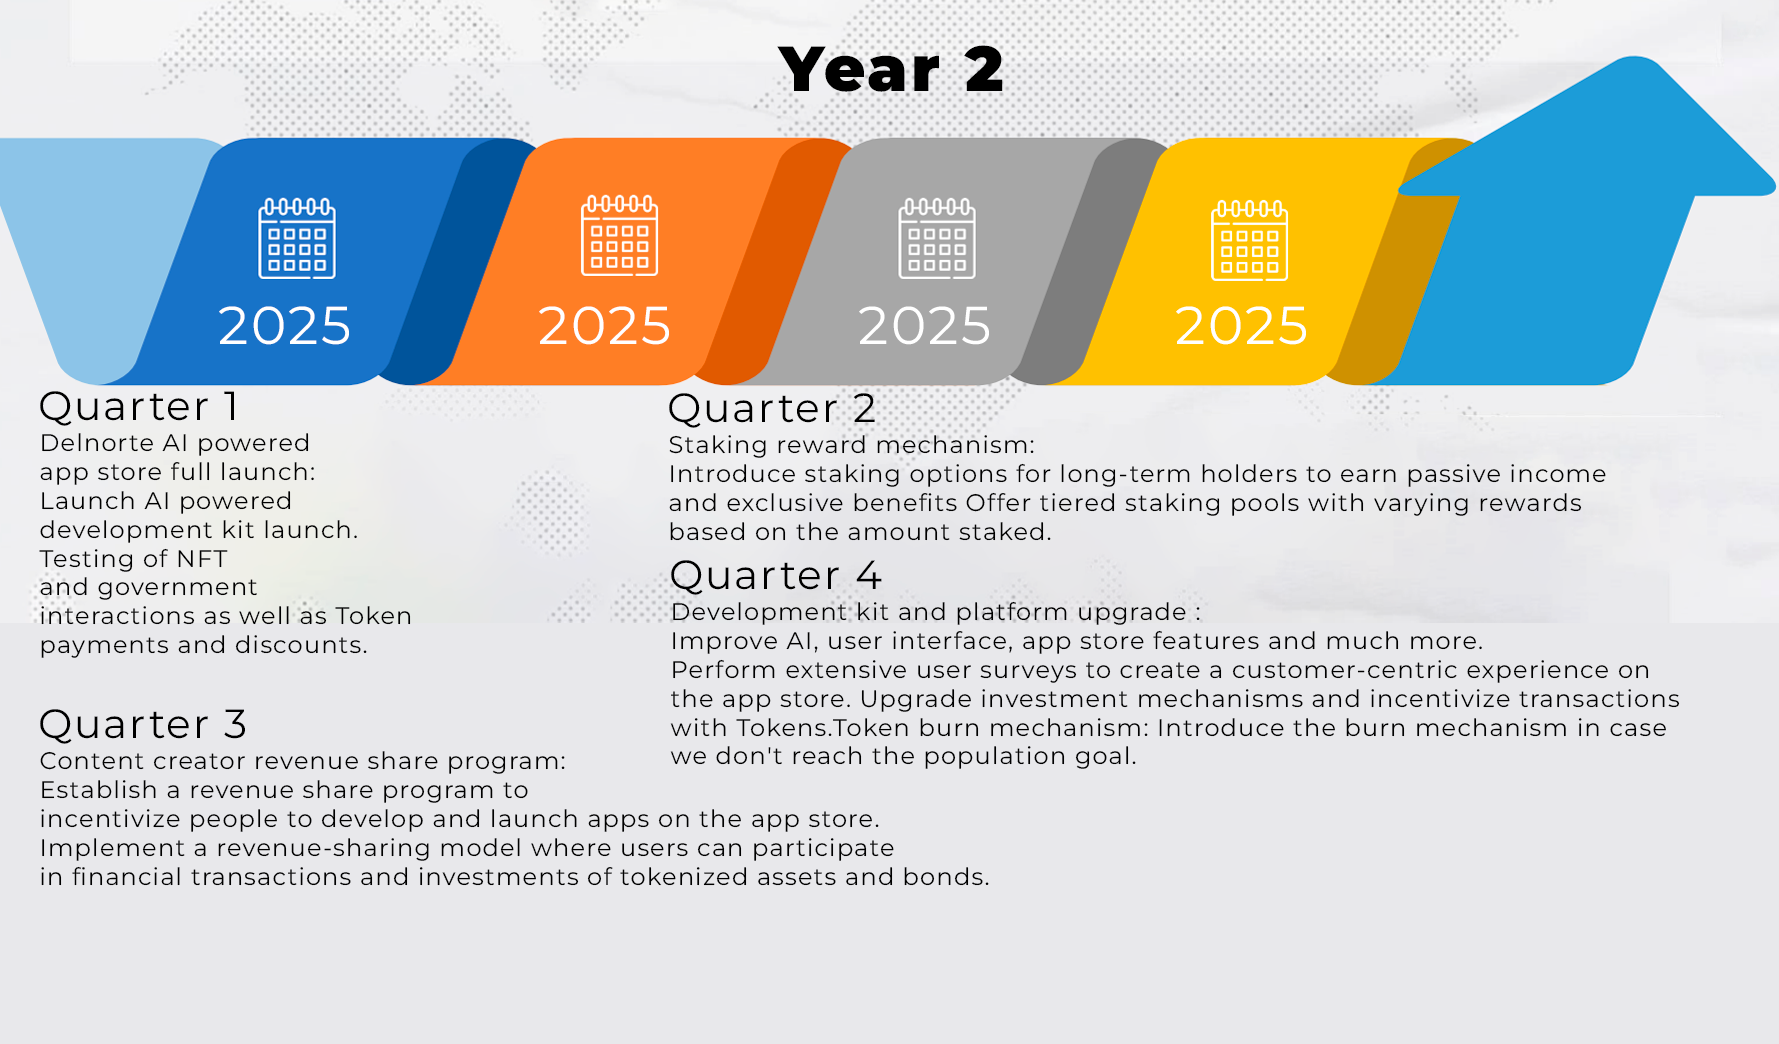 Year 2
2025
2025
2025
2025
Quarter 1
Delnorte AI powered
app store full launch:
Launch AI powered
development kit launch.
Testing of NFT
and government
interactions as well as Token
payments and discounts.
Quarter 2
Staking reward mechanism:
Introduce staking options for long-term holders to earn passive income
and exclusive benefits Offer tiered staking pools with varying rewards
based on the amount staked.
Quarter 3
Content creator revenue share program:
Establish a revenue share program to
incentivize people to develop and launch apps on the app store.
Implement a revenue-sharing model where users can participate
in financial transactions and investments of tokenized assets and bonds.
Quarter 4
Development kit and platform upgrade :
Improve AI, user interface, app store features and much more.
Perform extensive user surveys to create a customer-centric experience on
the app store. Upgrade investment mechanisms and incentivize transactions
with Tokens.Token burn mechanism: Introduce the burn mechanism in case
we don't reach the population goal.